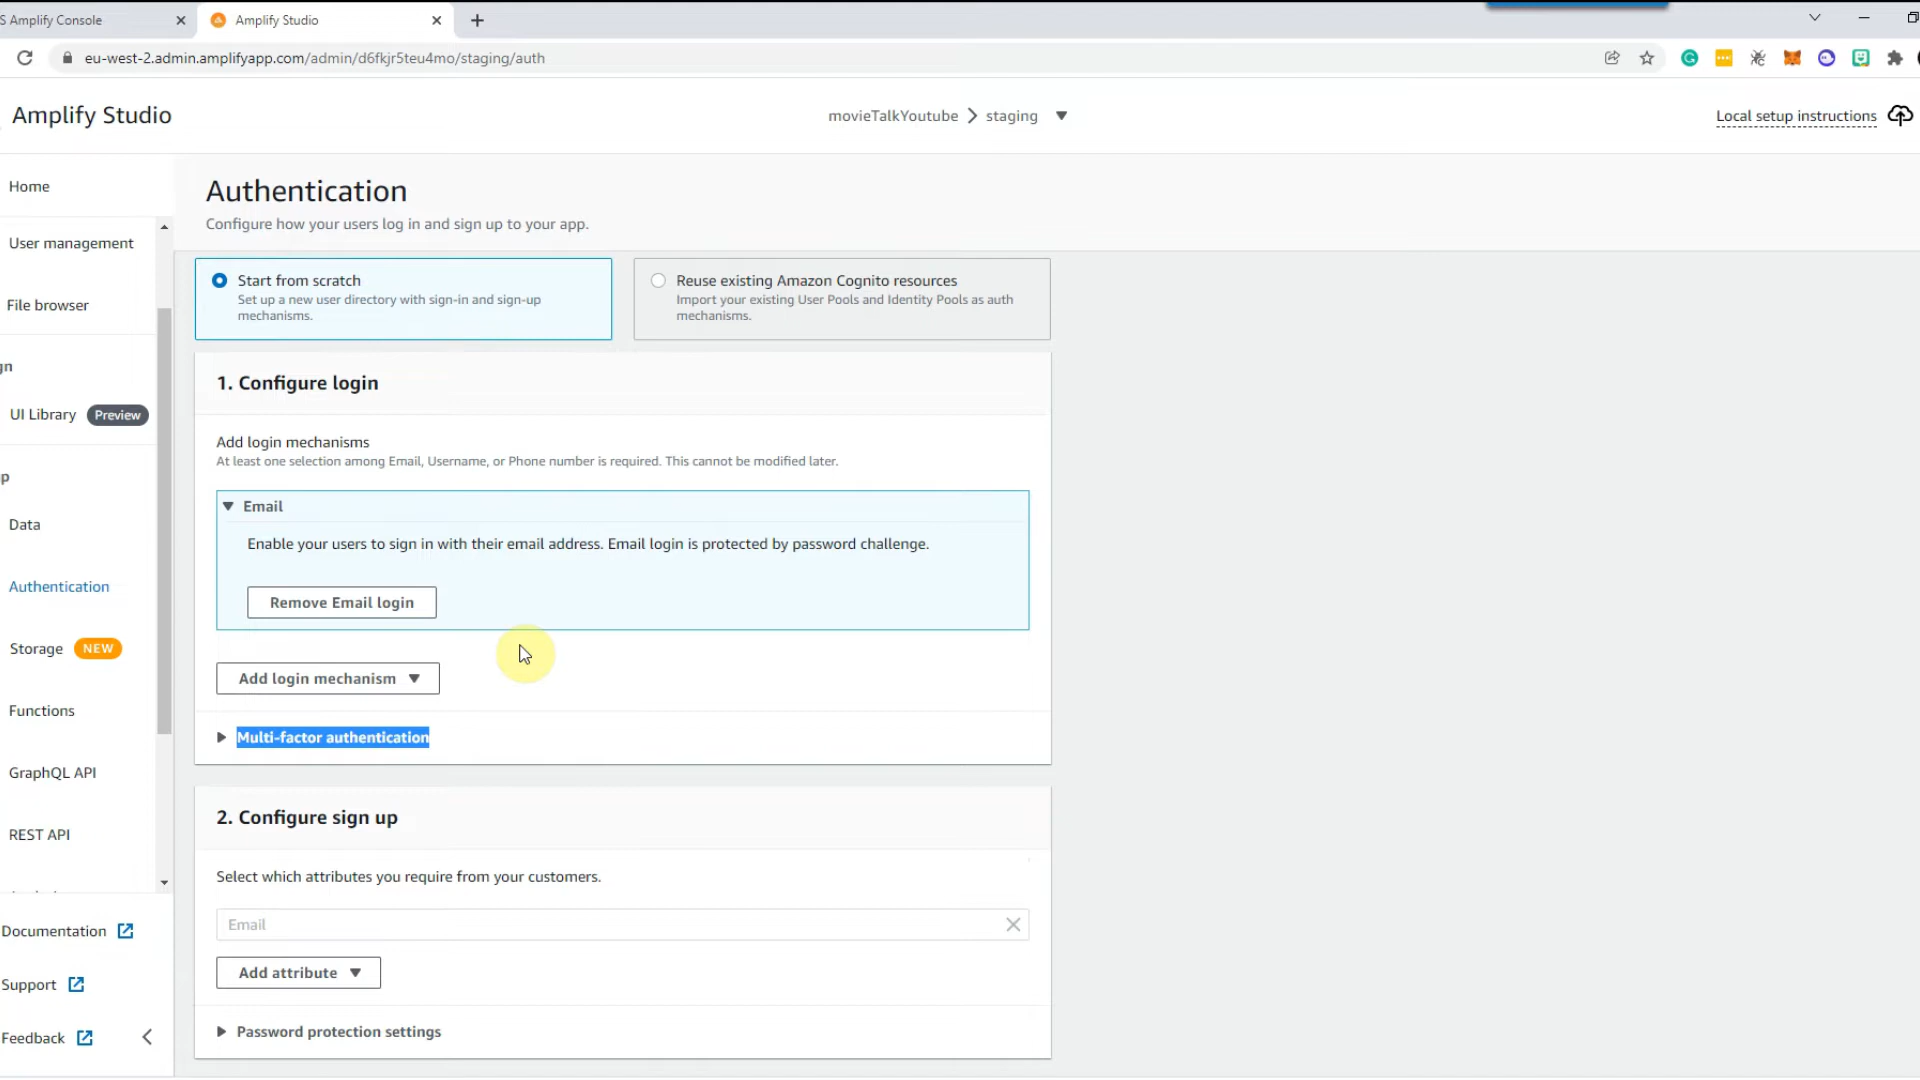 S Amplify Console
Amplify Studio
eu-west-2.admin.amplifyapp.com/admin/d6fkjr5teu4mo/staging/auth
Amplify Studio
movieTalkYoutube
staging
Local setup instructions
Home
User management
File browser
gn
UI Library
Preview
p
Data
Authentication
Storage
NEW
Functions
GraphQL API
REST API
Documentation
Support
Feedback
Authentication
Configure how your users log in and sign up to your app.
Start from scratch
Set up a new user directory with sign-in and sign-up
mechanisms.
Reuse existing Amazon Cognito resources
Import your existing User Pools and Identity Pools as auth
mechanisms.
1. Configure login
Add login mechanisms
At least one selection among Email, Username, or Phone number is required. This cannot be modified later.
Email
Enable your users to sign in with their email address. Email login is protected by password challenge.
Remove Email login
Add login mechanism
Multi-factor authentication
2. Configure sign up
Select which attributes you require from your customers.
Email
Add attribute
Password protection settings